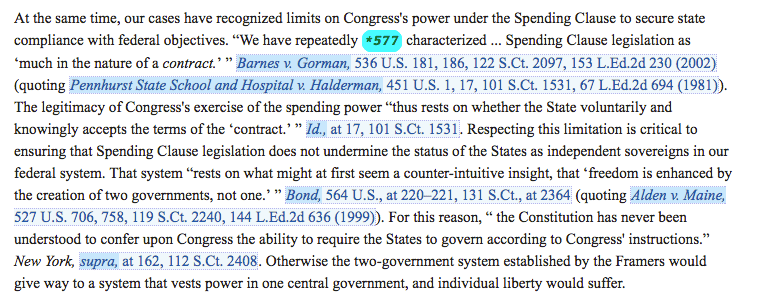 At the same time, our cases have recognized limits on Congress's power under the Spending Clause to secure state
compliance with federal objectives. “We have repeatedly *577 characterized ... Spending Clause legislation as
‘much in the nature of a contract.’ ” Barnes v. Gorman, 536 U.S. 181, 186, 122 S.Ct. 2097, 153 L.Ed.2d 230 (2002)
(quoting Pennhurst State School and Hospital v. Halderman, 451 U.S. 1, 17, 101 S.Ct. 1531, 67 L.Ed.2d 694 (1981)).
The legitimacy of Congress's exercise of the spending power “thus rests on whether the State voluntarily and
knowingly accepts the terms of the ‘contract.’ ” Id., at 17, 101 S.Ct. 1531. Respecting this limitation is critical to
ensuring that Spending Clause legislation does not undermine the status of the States as independent sovereigns in our
federal system. That system “rests on what might at first seem a counter-intuitive insight, that ‘freedom is enhanced by
the creation of two governments, not one.’ ” Bond, 564 U.S., at 220–221, 131 S.Ct., at 2364 (quoting Alden v. Maine,
527 U.S. 706, 758, 119 S.Ct. 2240, 144 L.Ed.2d 636 (1999)). For this reason, “ the Constitution has never been
understood to confer upon Congress the ability to require the States to govern according to Congress' instructions.”
New York, supra, at 162, 112 S.Ct. 2408. Otherwise the two-government system established by the Framers would
give way to a system that vests power in one central government, and individual liberty would suffer.